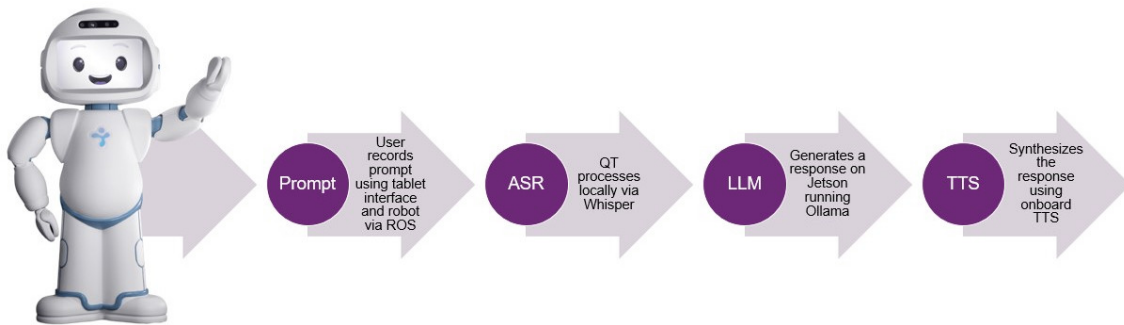 Prompt
User
records
prompt
using tablet
interface
and robot
via ROS
ASR
QT
processes
locally via
Whisper
LLM
Generates a
response on
Jetson
running
Ollama
TTS
Synthesizes
the
response
using
onboard
TTS